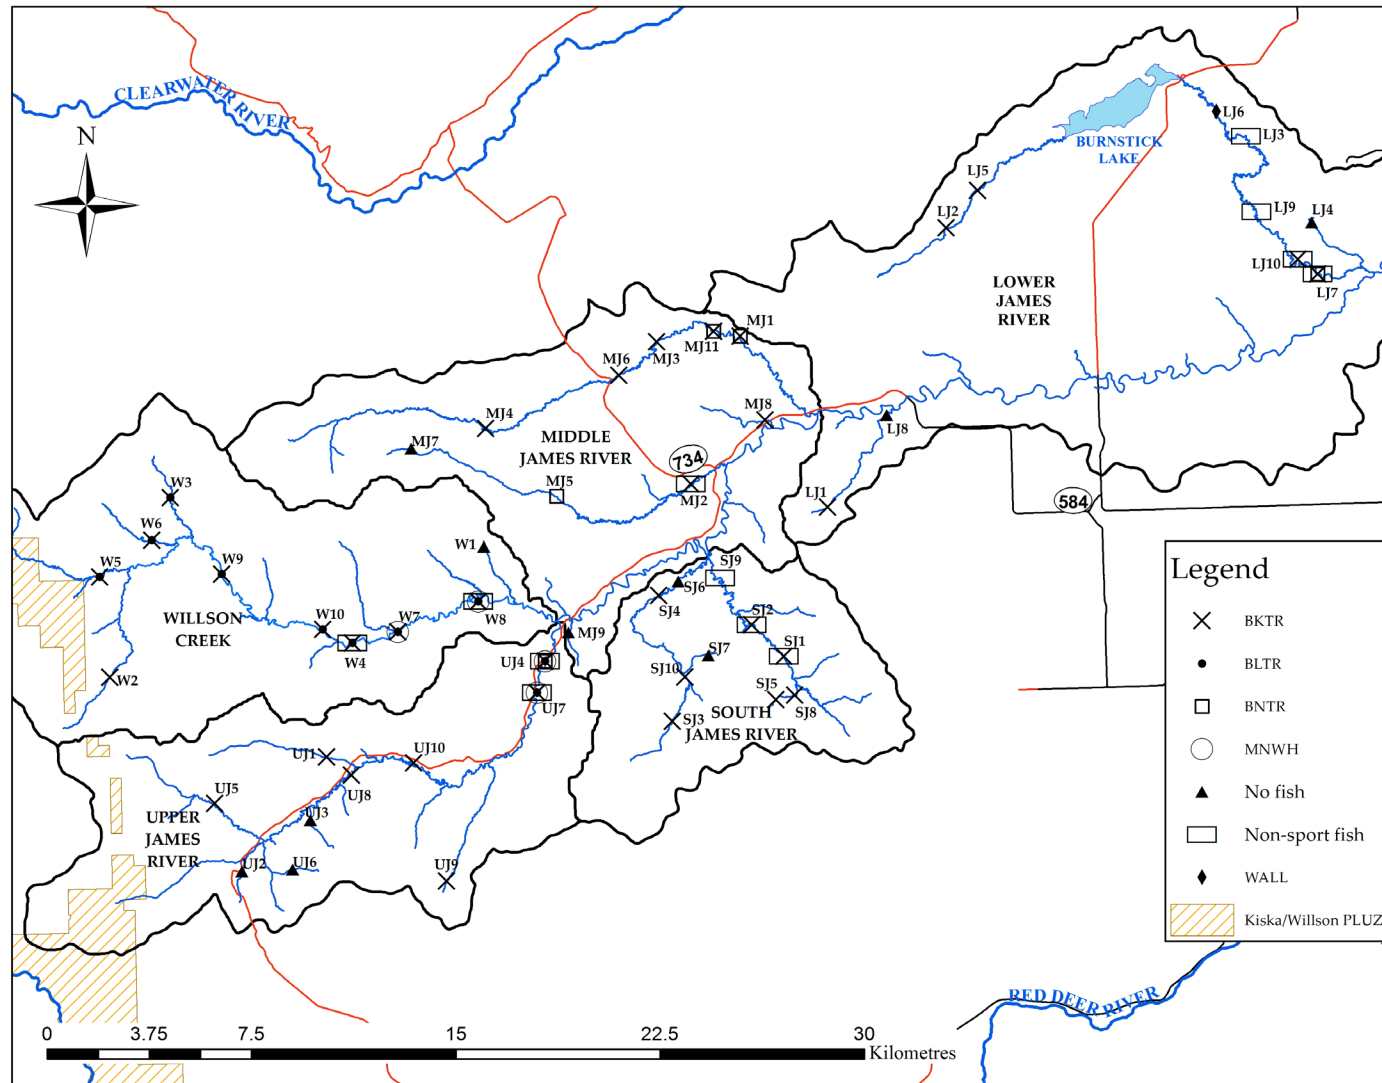 CLEARWATER RIVER
N
BURNSTICK
LAKE
LJ6
LJ3
LJ5
LJ2
LJ9
LJ4
LJ10
LJ7
LOWER
JAMES
RIVER
MJ1
MJ11
MJ3
MJ6
MJ8
MJ4
MJ7
MIDDLE
JAMES RIVER
734
MJ5
MJ2
LJ8
LJ1
584
W3
W6
W5
W9
W1
W10
W7
W8
W4
W2
WILLSON
CREEK
MJ9
UJ4
UJ7
SJ9
SJ6
SJ4
SJ2
SJ7
SJ1
SJ10
SJ5
SJ8
SJ3
SOUTH
JAMES RIVER
UJ1
UJ10
UJ8
UJ5
UJ3
UPPER
JAMES
RIVER
UJ2
UJ6
UJ9
Legend
BKTR
BLTR
BNTR
MNWH
No fish
Non-sport fish
WALL
Kiska/Willson PLUZ
RED DEER RIVER
0 3.75 7.5 15 22.5 30
Kilometres